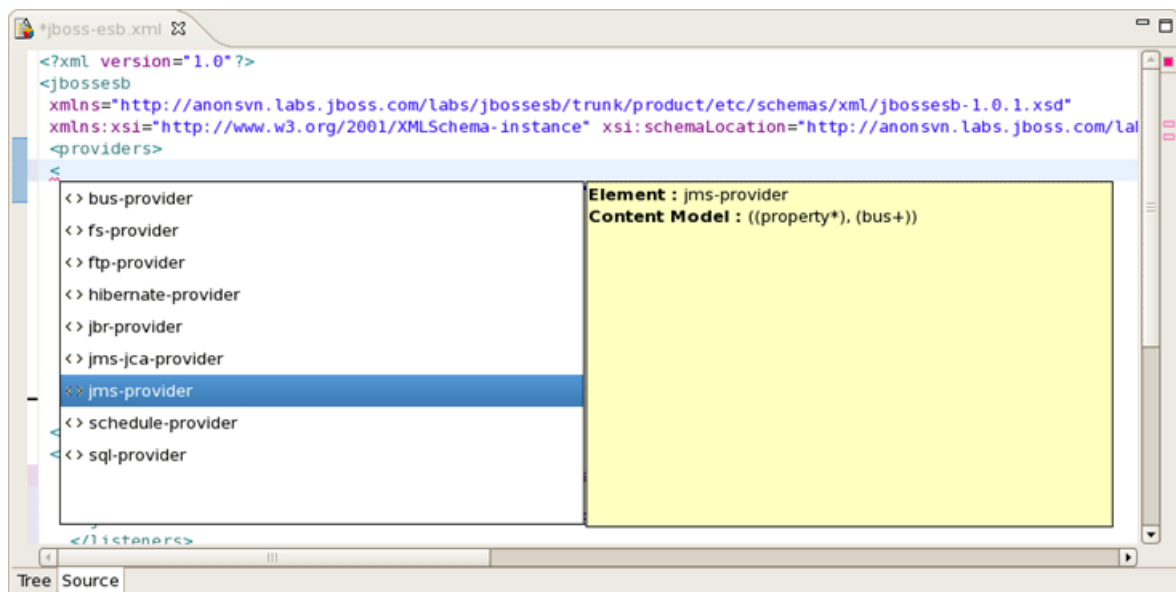 *jboss-esb.xml
<?xml version="1.0"?>
<jbossesb
xmlns="http://anonsvn.labs.jboss.com/labs/jbossesb/trunk/product/etc/schemas/xml/jbossesb-1.0.1.xsd"
xmlns:xsi="http://www.w3.org/2001/XMLSchema-instance" xsi:schemaLocation="http://anonsvn.labs.jboss.com/la
<providers>
<
<> bus-provider
<> fs-provider
<> ftp-provider
<> hibernate-provider
<> jbr-provider
<> jms-jca-provider
<> jms-provider
<> schedule-provider
<> sql-provider
Element : jms-provider
Content Model : ((property*), (bus+))
<
<
</listeners>
Tree Source